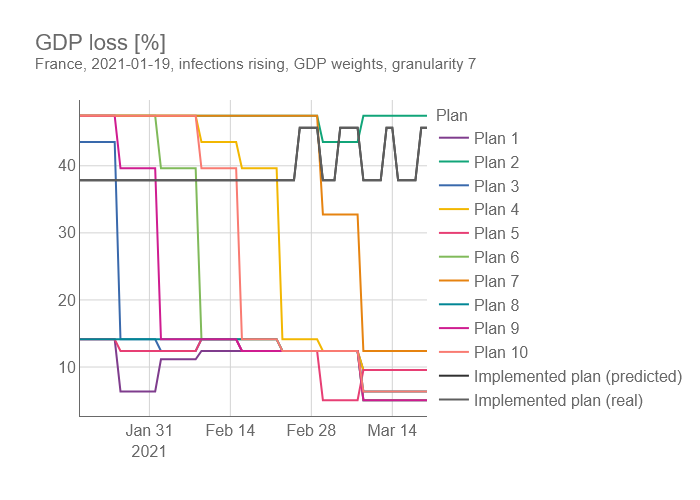 GDP loss [%]
France, 2021-01-19, infections rising, GDP weights, granularity 7
Plan
Plan 1
Plan 2
Plan 3
Plan 4
Plan 5
Plan 6
Plan 7
Plan 8
Plan 9
Plan 10
Implemented plan (predicted)
Implemented plan (real)
40
30
20
10
Jan 31 Feb 14 Feb 28 Mar 14
2021